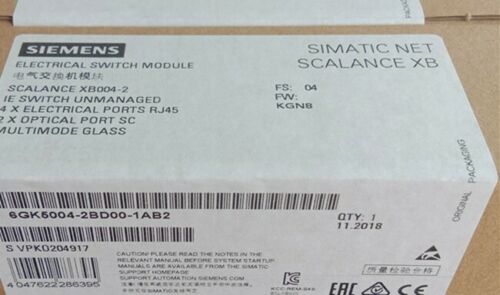 SIEMENS
SIMATIC NET
SCALANCE XB
ELECTRICAL SWITCH MODULE
电气交换机模块
SCALANCE XB004-2
IE SWITCH UNMANAGED
4 X ELECTRICAL PORTS RJ45
2 X OPTICAL PORT SC
MULTIMODE GLASS
FS: 04
FW:
KGN8
ORIGINAL PACKAGING
6GK5004-2BD00-1AB2
QTY: 1
11.2018
S VPK0204917
CAUTION! PLEASE READ THE NOTES IN THE
RELEVANT MANUAL BEFORE SYSTEM STARTUP
MANUALS ARE AVAILABLE FOR THE SIMATIC
SUPPORT HOMEPAGE
SUPPORT.AUTOMATION.SIEMENS.COM
4 047622 286395
质量检验合格